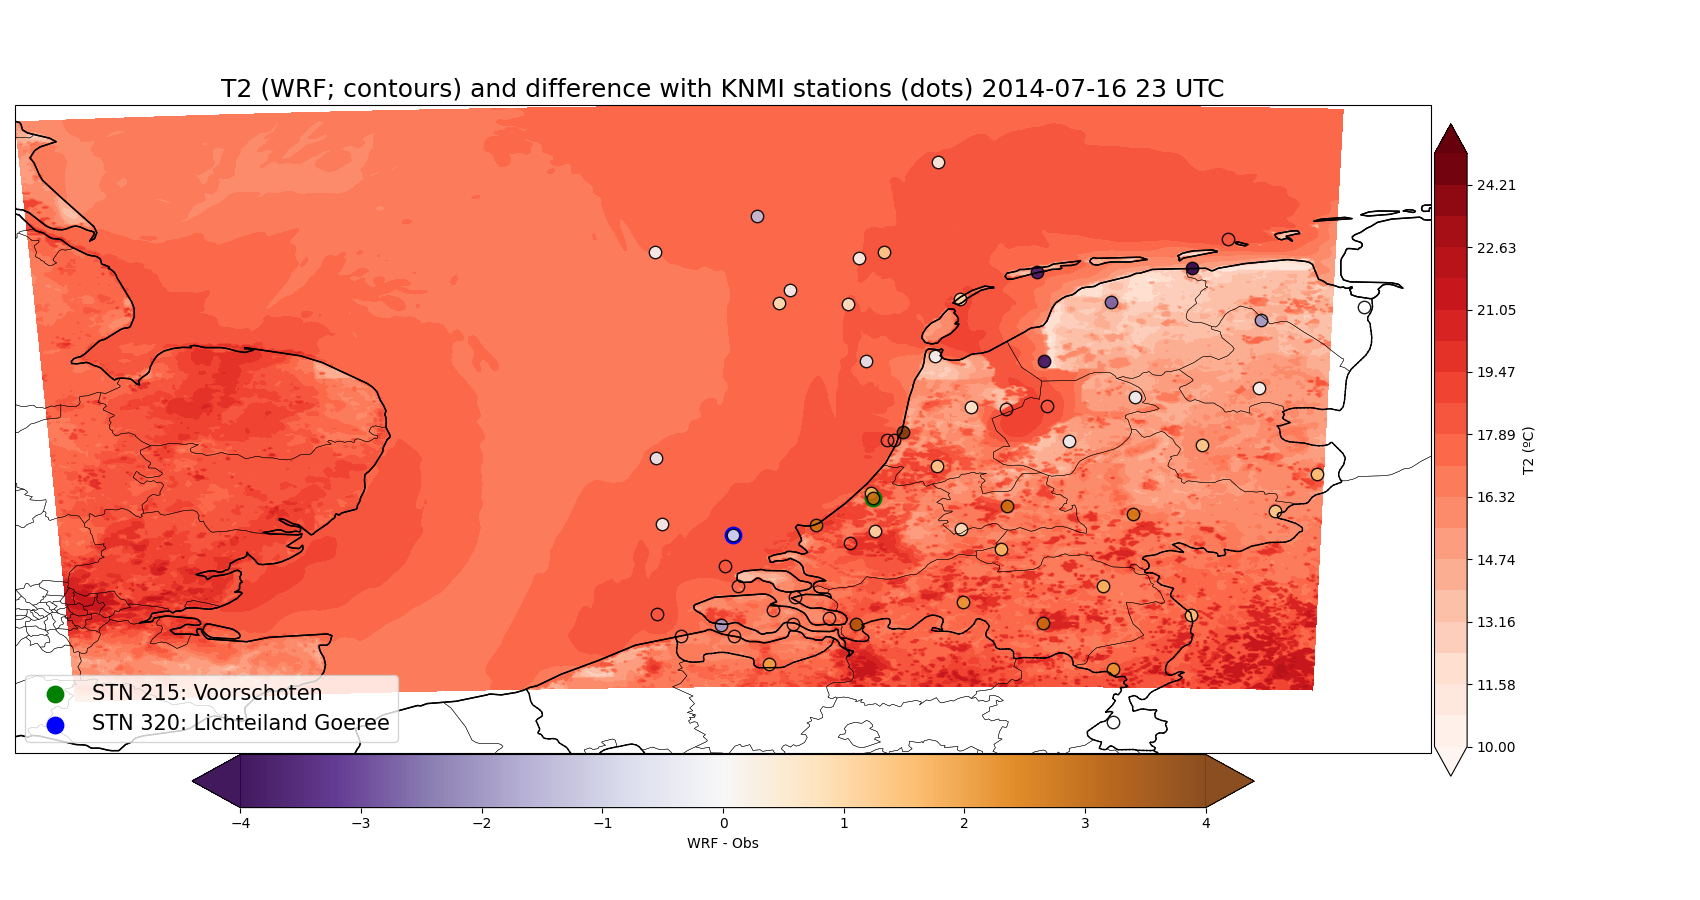 T2 (WRF; contours) and difference with KNMI stations (dots) 2014-07-16 23 UTC
24.21
22.63
21.05
19.47
17.89
16.32
14.74
13.16
11.58
10.00
T2 (ºC)
STN 215: Voorschoten
STN 320: Lichteiland Goeree
−4 −3 −2 −1 0 1 2 3 4
WRF - Obs